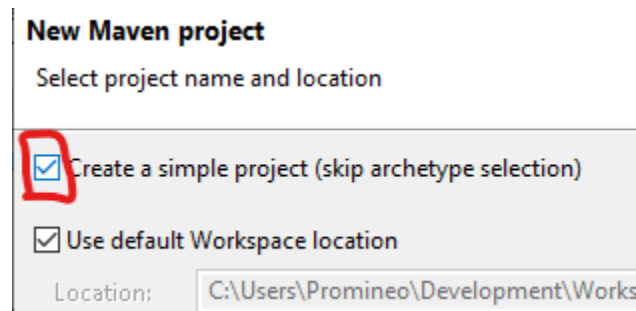 New Maven project
Select project name and location
Create a simple project (skip archetype selection)
Use default Workspace location
Location: C:\Users\Promineo\Development\Works